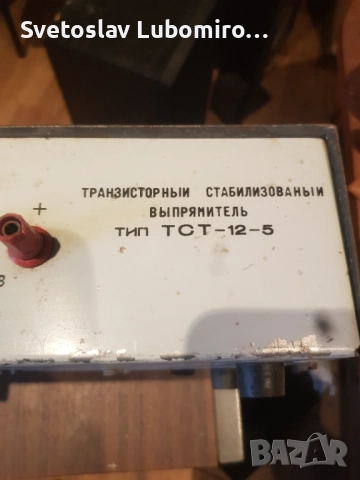 Svetoslav Lubomiro...
+
ТРАНЗИСТОРНЫЙ СТАБИЛИЗОВАНЫЙ
ВЫПРЯМИТЕЛЬ
ТИП ТСТ-12-5
В
BAZAR